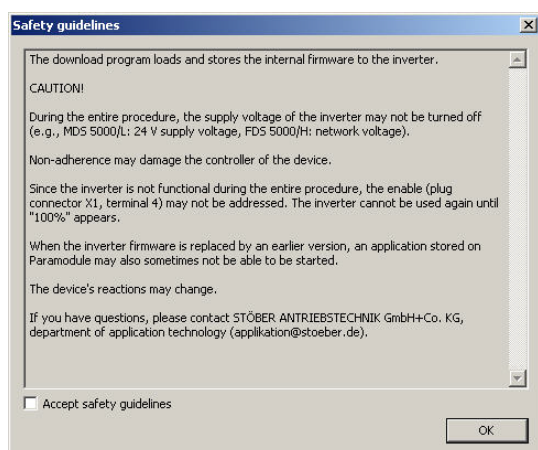 Safety guidelines
The download program loads and stores the internal firmware to the inverter.
CAUTION!
During the entire procedure, the supply voltage of the inverter may not be turned off
(e.g., MDS 5000/L: 24 V supply voltage, FDS 5000/H: network voltage).
Non-adherence may damage the controller of the device.
Since the inverter is not functional during the entire procedure, the enable (plug
connector X1, terminal 4) may not be addressed. The inverter cannot be used again until
"100%" appears.
When the inverter firmware is replaced by an earlier version, an application stored on
Paramodule may also sometimes not be able to be started.
The device's reactions may change.
If you have questions, please contact STÖBER ANTRIEBSTECHNIK GmbH+Co. KG,
department of application technology (applikation@stoeber.de).
Accept safety guidelines
OK